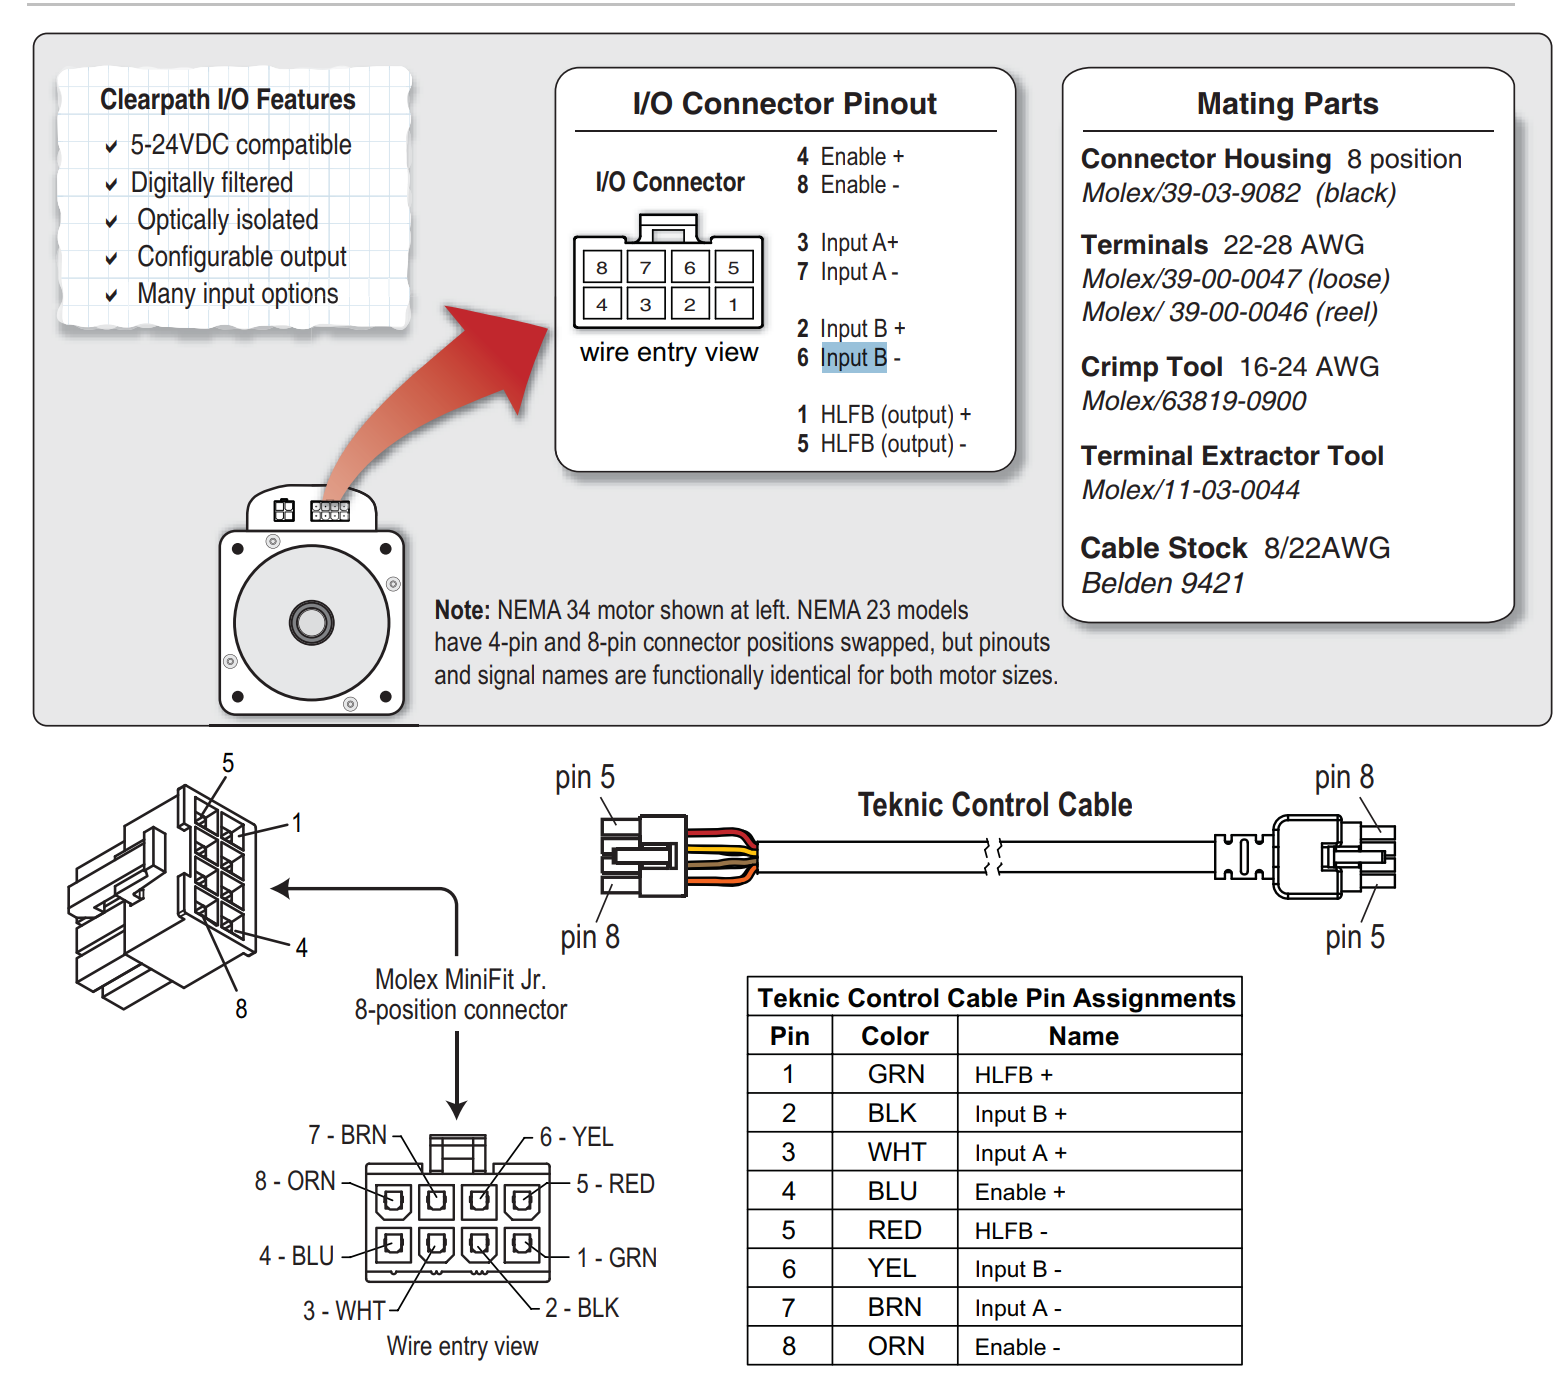 Clearpath I/O Features
5-24VDC compatible
Digitally filtered
Optically isolated
Configurable output
Many input options
I/O Connector Pinout
I/O Connector
8 7 6 5
4 3 2 1
wire entry view
4 Enable +
8 Enable -
3 Input A+
7 Input A -
2 Input B +
6 Input B -
1 HLFB (output) +
5 HLFB (output) -
Mating Parts
Connector Housing 8 position
Molex/39-03-9082 (black)
Terminals 22-28 AWG
Molex/39-00-0047 (loose)
Molex/ 39-00-0046 (reel)
Crimp Tool 16-24 AWG
Molex/63819-0900
Terminal Extractor Tool
Molex/11-03-0044
Cable Stock 8/22AWG
Belden 9421
Note: NEMA 34 motor shown at left. NEMA 23 models
have 4-pin and 8-pin connector positions swapped, but pinouts
and signal names are functionally identical for both motor sizes.
5
1
4
8
Molex MiniFit Jr.
8-position connector
pin 5
pin 8
Teknic Control Cable
pin 8
pin 5
7 - BRN
6 - YEL
8 - ORN
5 - RED
4 - BLU
1 - GRN
3 - WHT
2 - BLK
Wire entry view
Teknic Control Cable Pin Assignments
Pin Color Name
1 GRN HLFB +
2 BLK Input B +
3 WHT Input A +
4 BLU Enable +
5 RED HLFB -
6 YEL Input B -
7 BRN Input A -
8 ORN Enable -